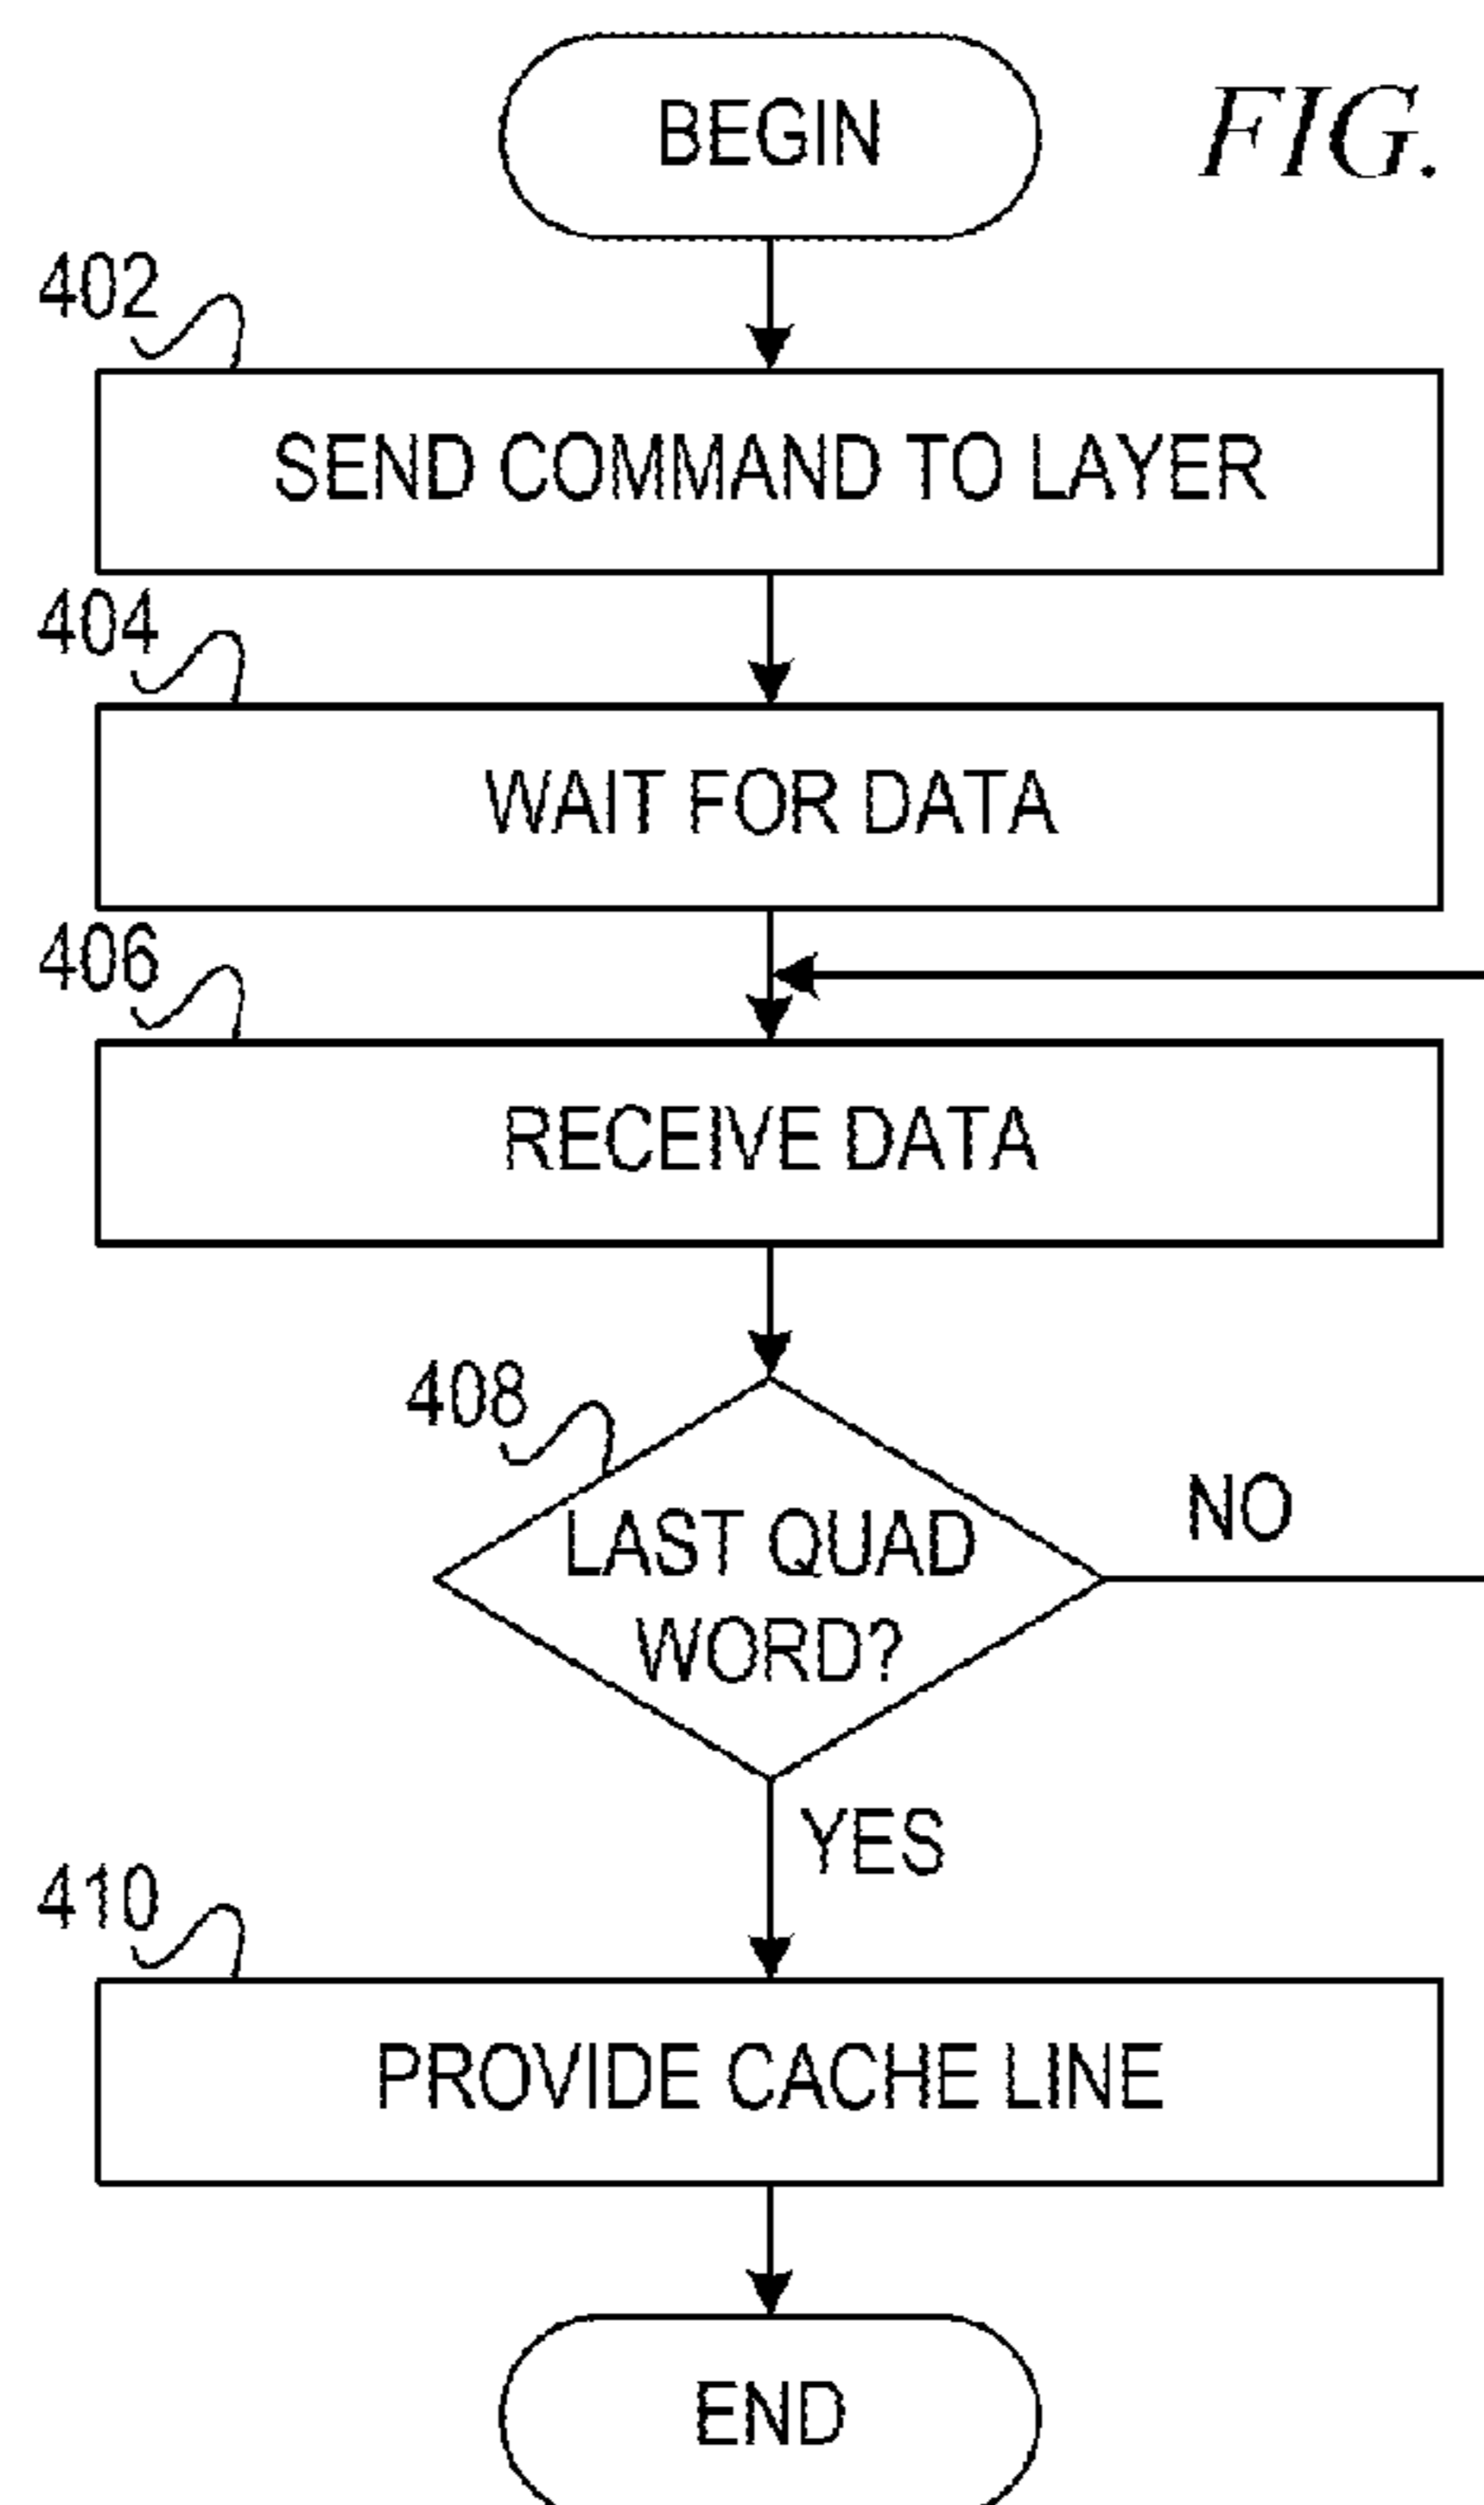 BEGIN
FIG.
402
SEND COMMAND TO LAYER
404
WAIT FOR DATA
406
RECEIVE DATA
408
LAST QUAD
WORD?
NO
YES
410
PROVIDE CACHE LINE
END